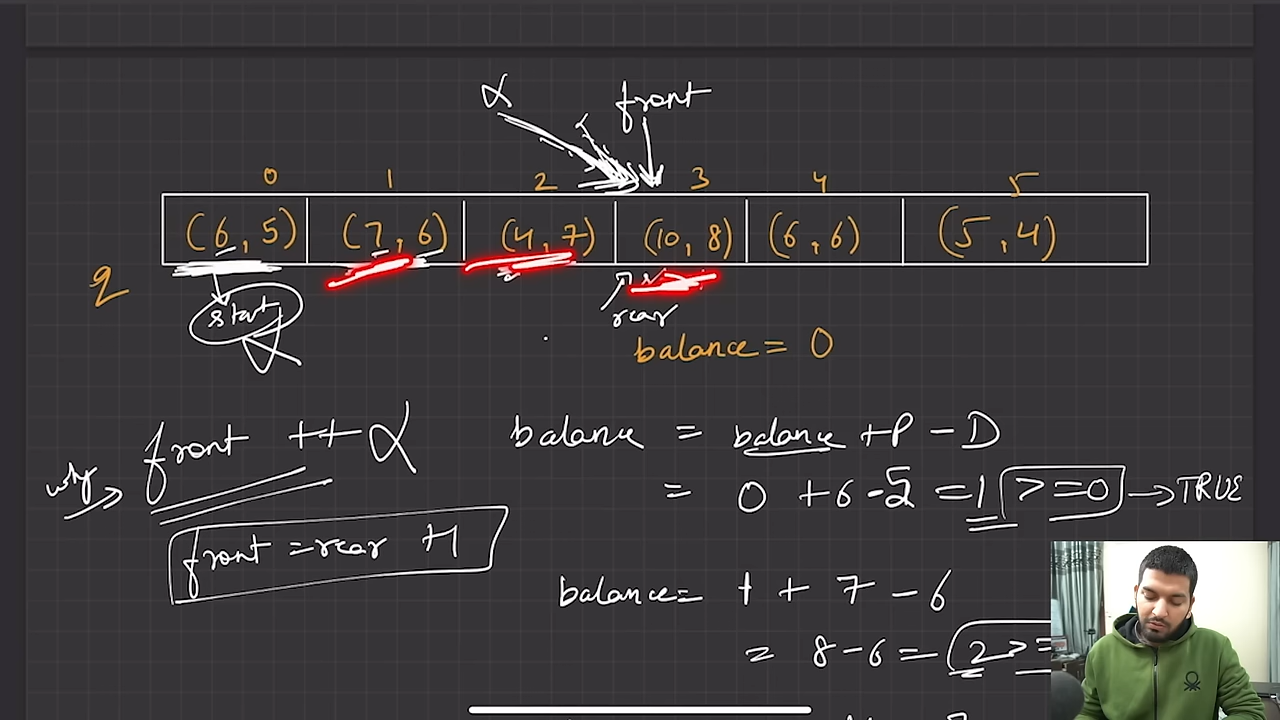 α front
0 1 2 3 4 5
(6, 5) (7, 6) (4, 7) (10, 8) (6, 6) (5, 4)
q
start
rear
balance = 0
front ++ α
why
front = rear +1
balance = balance + P - D
= 0 + 6 - 5 = 1 >= 0 → TRUE
balance = 1 + 7 - 6
= 8 - 6 = 2 >=